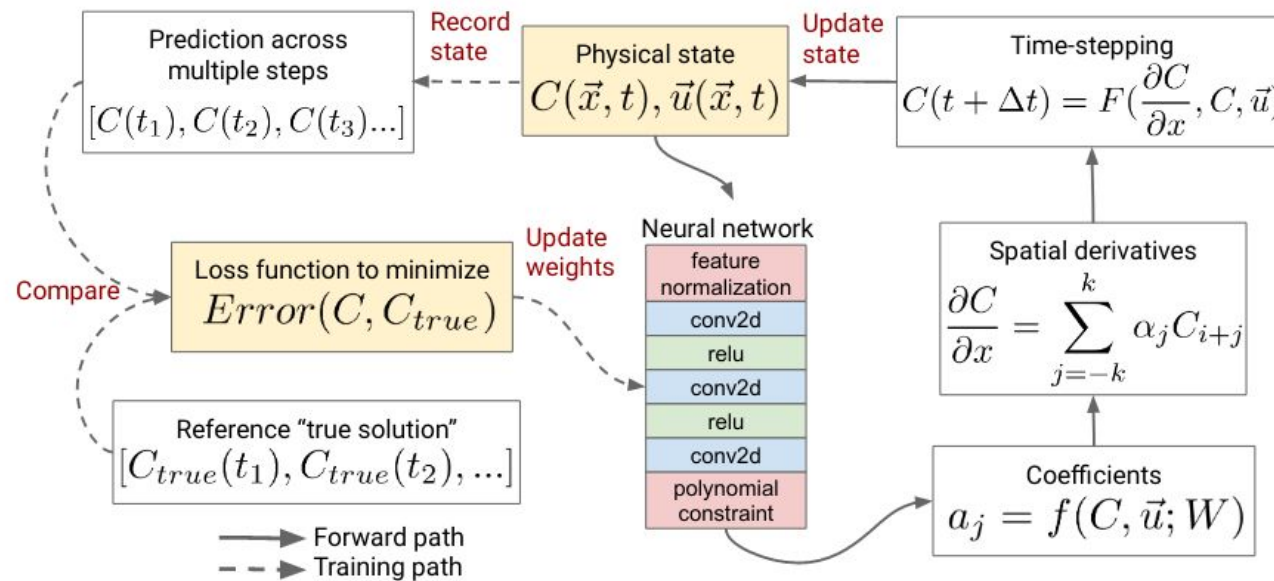 Prediction across
multiple steps
[C(t₁), C(t₂), C(t₃)...]
Record
state
Physical state
C(x⃗, t), u⃗(x⃗, t)
Update
state
Time-stepping
C(t + Δt) = F(∂C/∂x, C, u⃗)
Compare
Loss function to minimize
Error(C, C_true)
Update
weights
Reference “true solution”
[C_true(t₁), C_true(t₂), ...]
Neural network
feature
normalization
conv2d
relu
conv2d
relu
conv2d
polynomial
constraint
Spatial derivatives
∂C/∂x = ∑_{j=-k}^{k} α_j C_{i+j}
Coefficients
a_j = f(C, u⃗; W)
Forward path
Training path